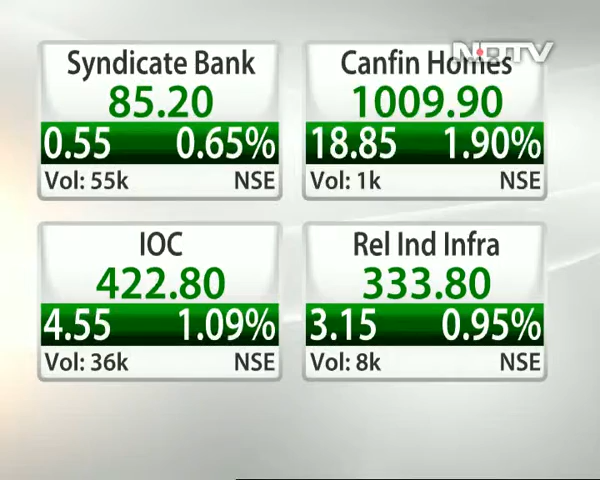 NDTV
Syndicate Bank
85.20
0.55 0.65%
Vol: 55k NSE
Canfin Homes
1009.90
18.85 1.90%
Vol: 1k NSE
IOC
422.80
4.55 1.09%
Vol: 36k NSE
Rel Ind Infra
333.80
3.15 0.95%
Vol: 8k NSE